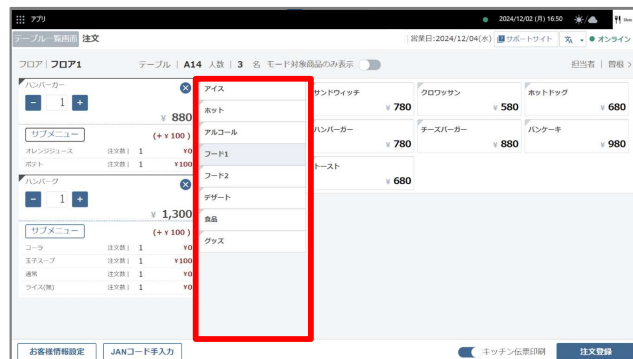 アプリ
2024/12/02 (月) 16:50
テーブル一覧画面 注文
営業日:2024/12/04(水) サポートサイト オンライン
フロア | フロア1 テーブル | A14 人数 | 3 名 モード対象商品のみ表示 担当者 | 曽根 >
ハンバーガー
− 1 +
¥ 880
サブメニュー (+ ¥ 100 )
オレンジジュース 注文数 | 1 ¥0
ポテト 注文数 | 1 ¥100
ハンバーグ
− 1 +
¥ 1,300
サブメニュー (+ ¥ 100 )
コーラ 注文数 | 1 ¥0
玉子スープ 注文数 | 1 ¥100
通常 注文数 | 1 ¥0
ライス(無) 注文数 | 1 ¥0
アイス
ホット
アルコール
フード1
フード2
デザート
食品
グッズ
サンドウィッチ クロワッサン ホットドッグ
¥ 780 ¥ 580 ¥ 680
ハンバーガー チーズバーガー パンケーキ
¥ 780 ¥ 880 ¥ 980
トースト
¥ 680
お客様情報設定 JANコード手入力 キッチン伝票印刷 注文登録